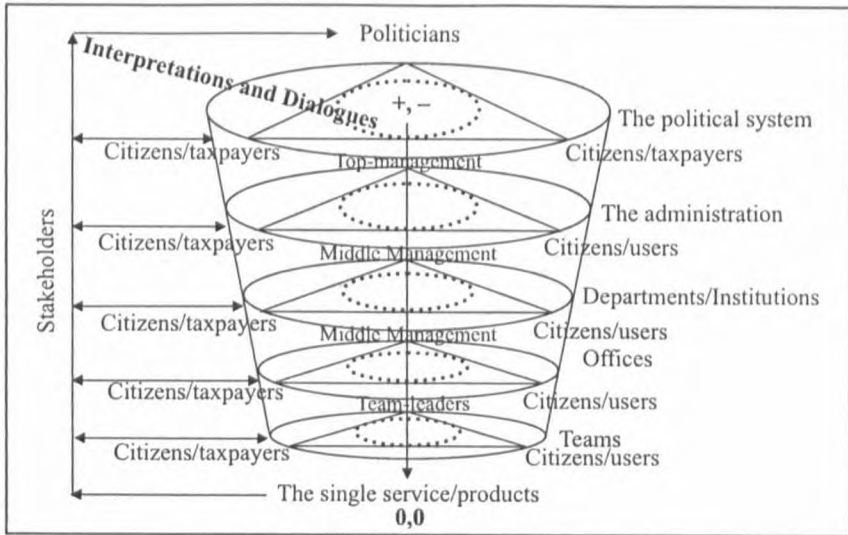 Politicians
Interpretations and Dialogues
+, –
The political system
Citizens/taxpayers
Citizens/taxpayers
Top-management
The administration
Citizens/taxpayers
Citizens/users
Middle Management
Departments/Institutions
Citizens/taxpayers
Citizens/users
Middle Management
Offices
Citizens/taxpayers
Citizens/users
Team-leaders
Teams
Citizens/taxpayers
Citizens/users
The single service/products
0,0
Stakeholders